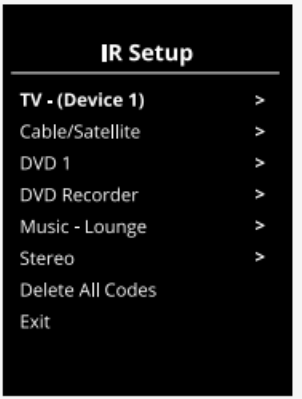 IR Setup
TV - (Device 1) >
Cable/Satellite >
DVD 1 >
DVD Recorder >
Music - Lounge >
Stereo >
Delete All Codes
Exit